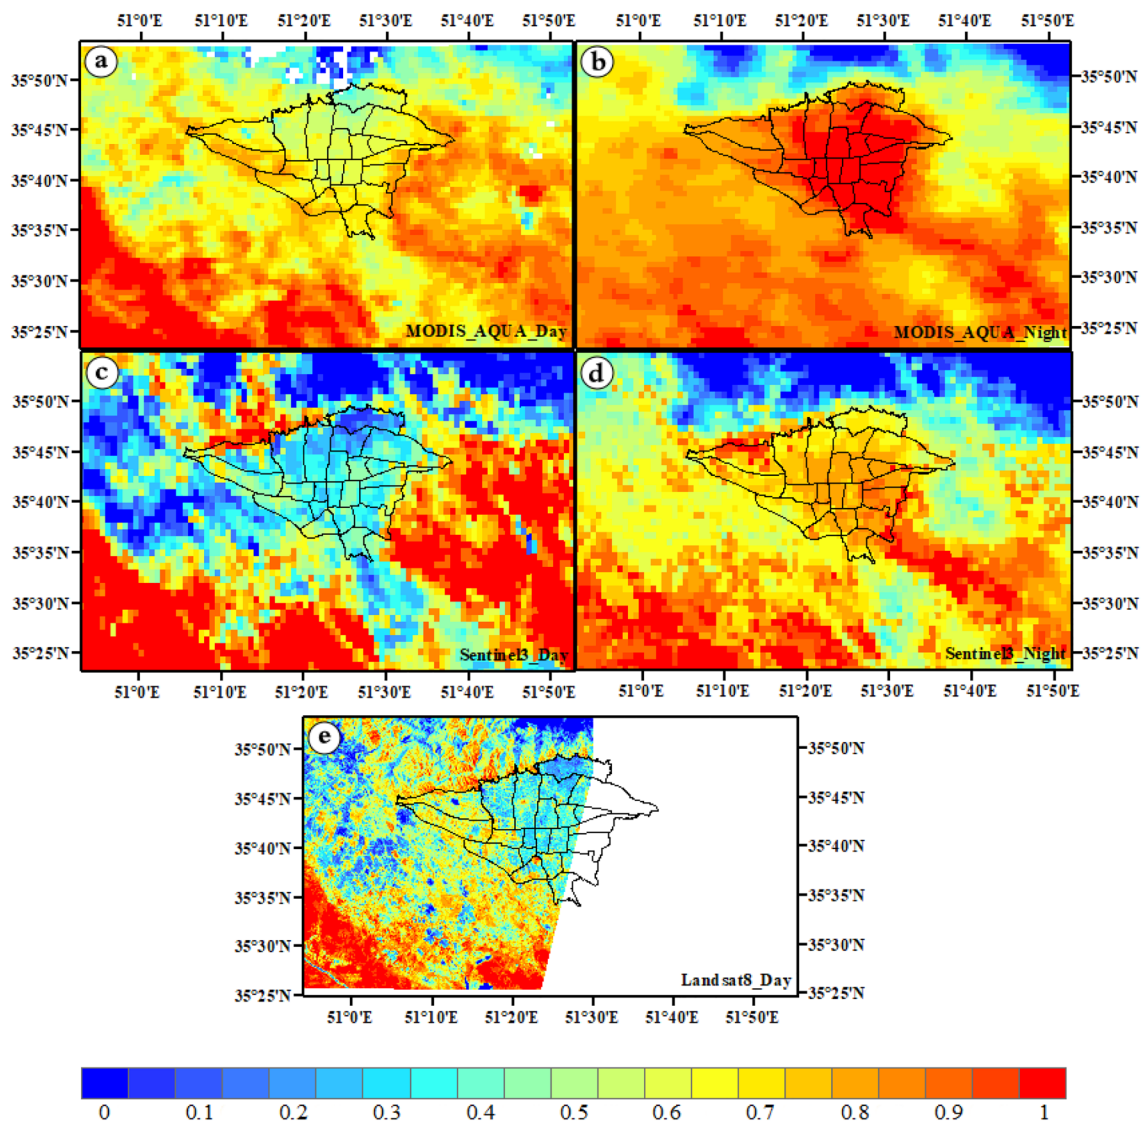 51°0'E 51°10'E 51°20'E 51°30'E 51°40'E 51°50'E 51°0'E 51°10'E 51°20'E 51°30'E 51°40'E 51°50'E
a b
35°50'N 35°50'N
35°45'N 35°45'N
35°40'N 35°40'N
35°35'N 35°35'N
35°30'N 35°30'N
35°25'N MODIS_AQUA_Day MODIS_AQUA_Night 35°25'N
c d
35°50'N 35°50'N
35°45'N 35°45'N
35°40'N 35°40'N
35°35'N 35°35'N
35°30'N 35°30'N
35°25'N Sentinel3_Day Sentinel3_Night 35°25'N
51°0'E 51°10'E 51°20'E 51°30'E 51°40'E 51°50'E 51°0'E 51°10'E 51°20'E 51°30'E 51°40'E 51°50'E
e
35°50'N 35°50'N
35°45'N 35°45'N
35°40'N 35°40'N
35°35'N 35°35'N
35°30'N 35°30'N
Landsat8_Day
35°25'N 35°25'N
51°0'E 51°10'E 51°20'E 51°30'E 51°40'E 51°50'E
0 0.1 0.2 0.3 0.4 0.5 0.6 0.7 0.8 0.9 1